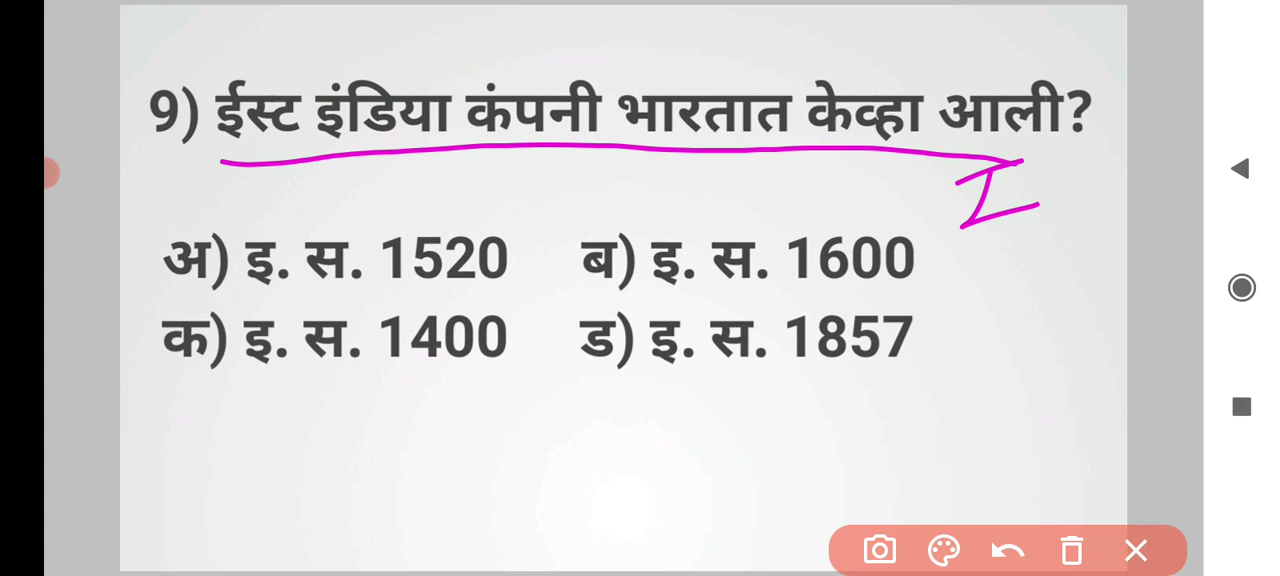 9) ईस्ट इंडिया कंपनी भारतात केव्हा आली?
I
अ) इ. स. 1520 ब) इ. स. 1600
क) इ. स. 1400 ड) इ. स. 1857